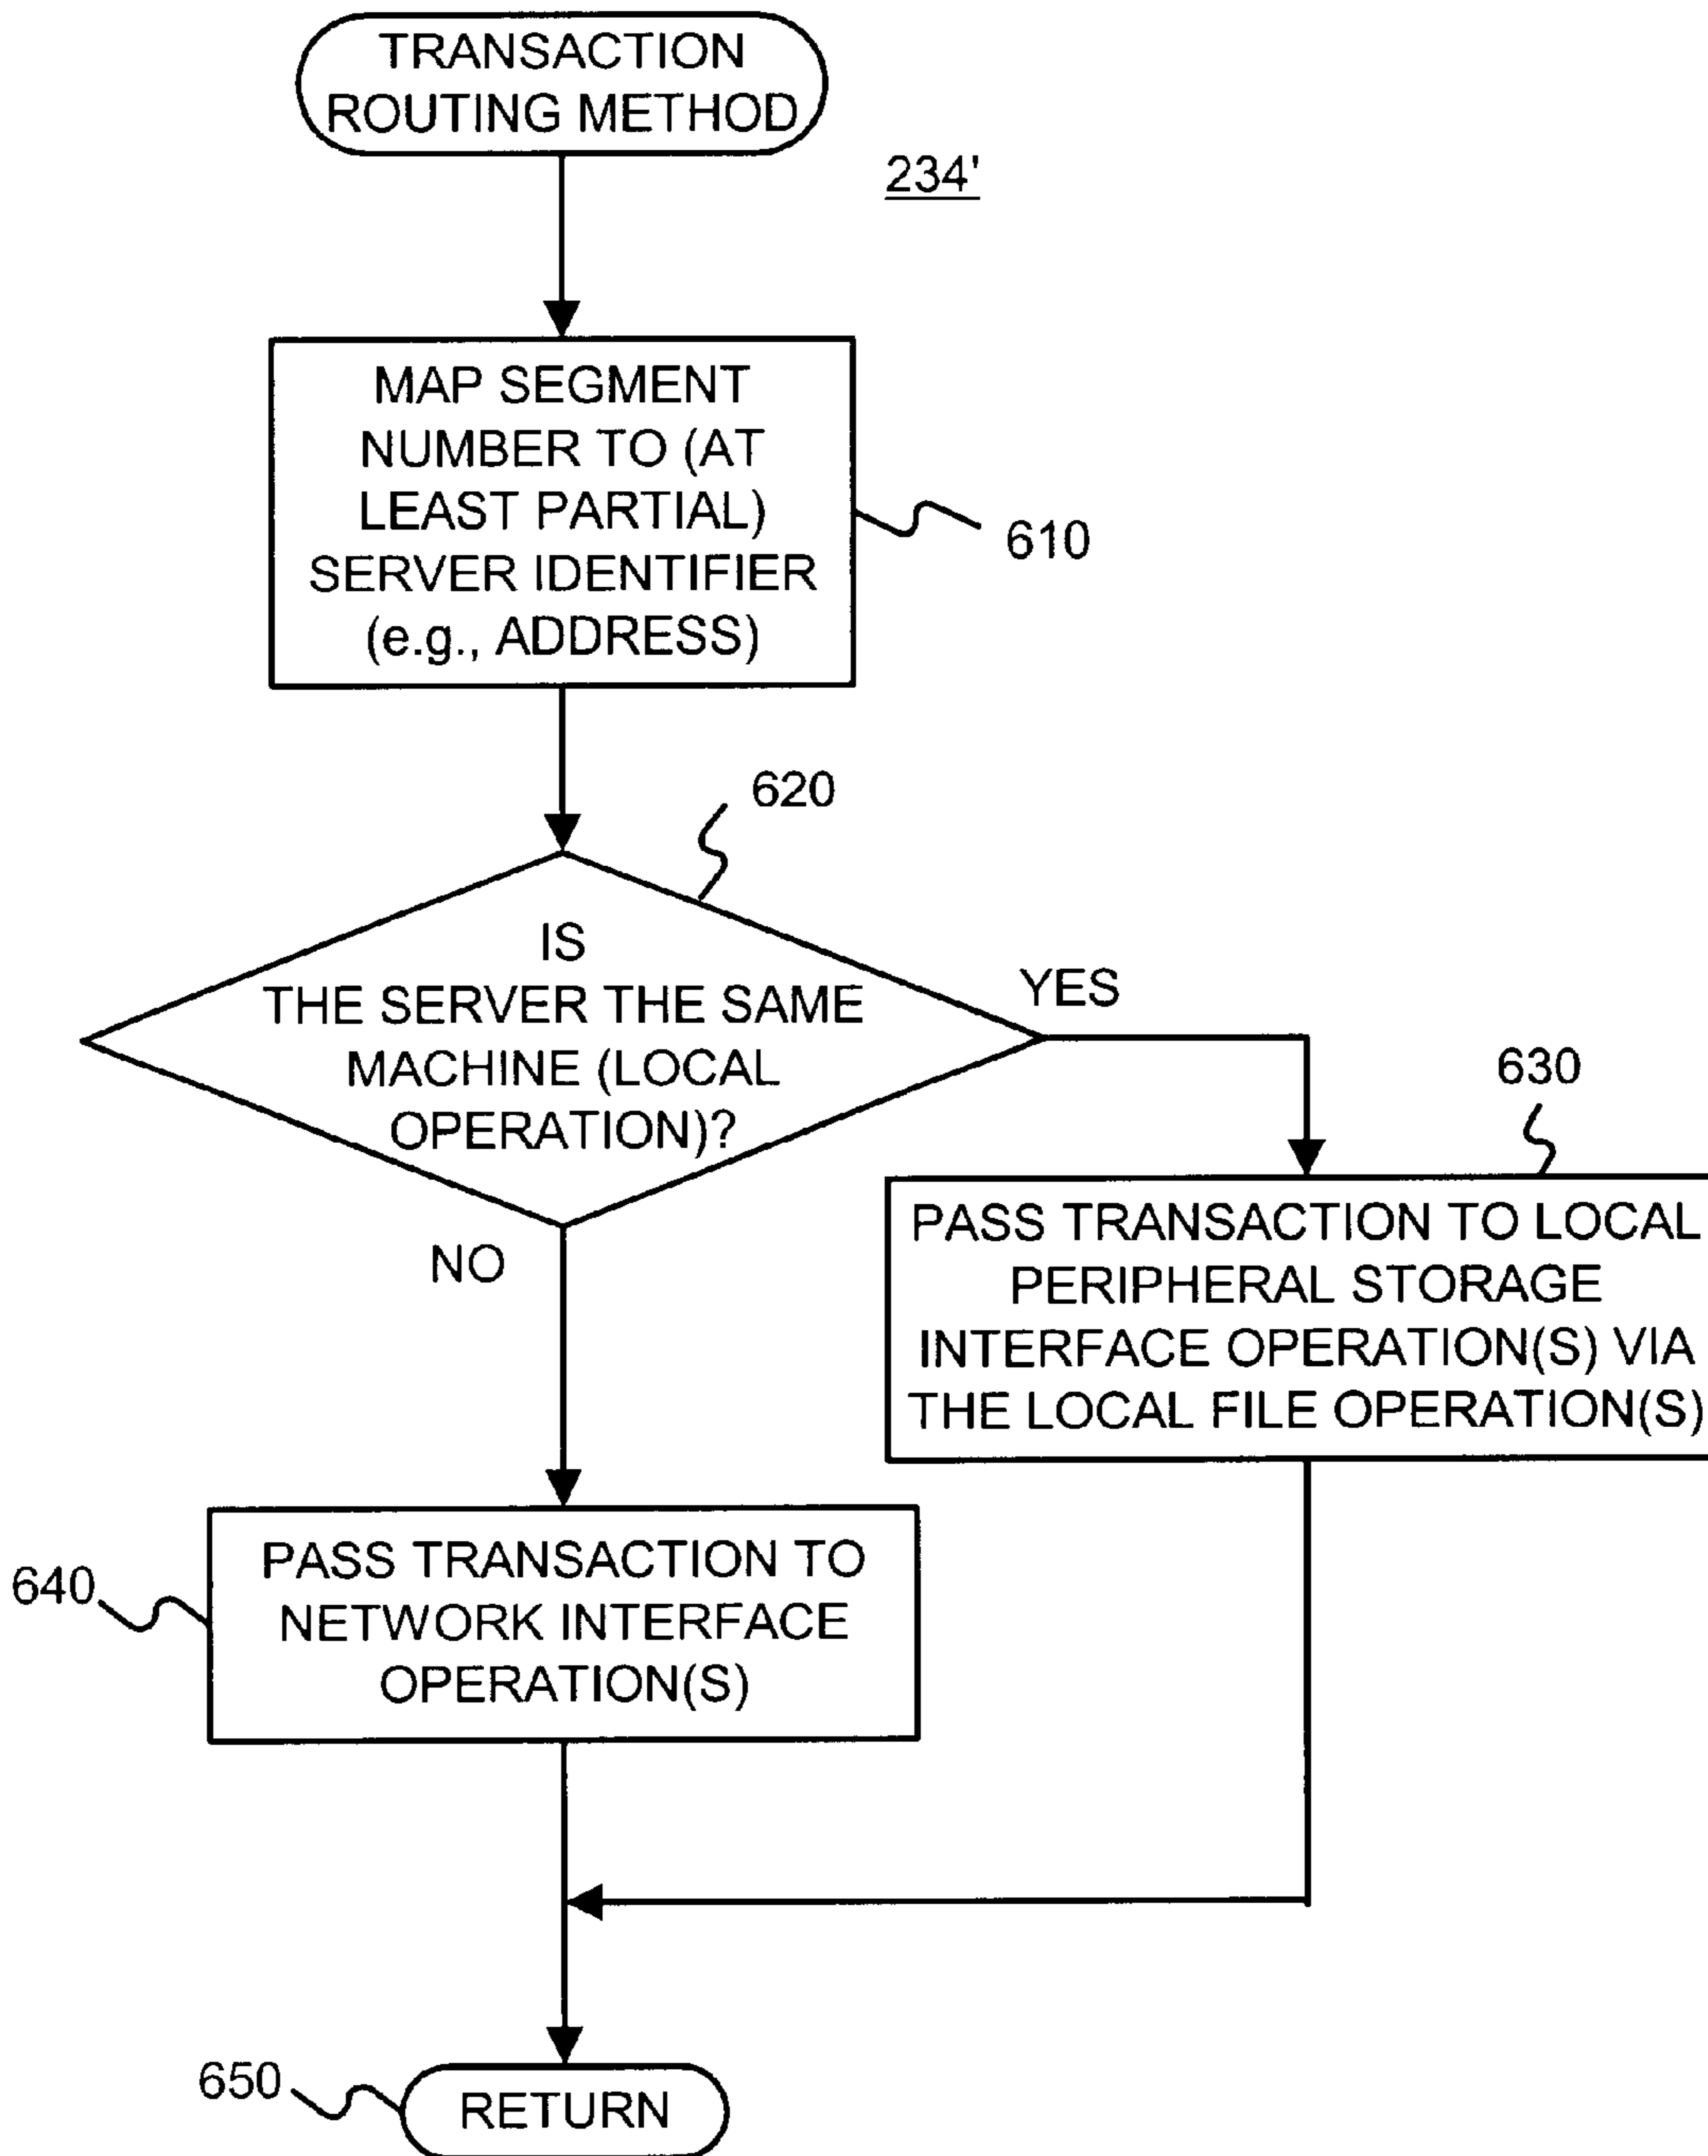 TRANSACTION
ROUTING METHOD
234'
MAP SEGMENT
NUMBER TO (AT
LEAST PARTIAL)
SERVER IDENTIFIER
(e.g., ADDRESS)
610
620
IS
THE SERVER THE SAME
MACHINE (LOCAL
OPERATION)?
YES
NO
630
PASS TRANSACTION TO LOCAL
PERIPHERAL STORAGE
INTERFACE OPERATION(S) VIA
THE LOCAL FILE OPERATION(S)
640
PASS TRANSACTION TO
NETWORK INTERFACE
OPERATION(S)
650
RETURN